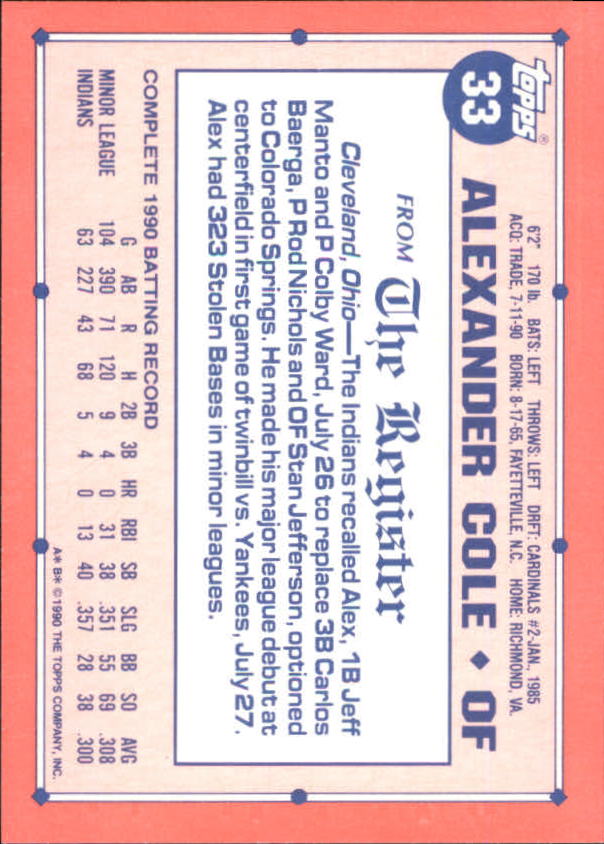 topps®
33
ALEXANDER COLE ◆ OF
6'2" 170 lb. BATS: LEFT THROWS: LEFT DRFT: CARDINALS #2-JAN., 1985
ACQ: TRADE, 7-11-90 BORN: 8-17-65, FAYETTEVILLE, N.C. HOME: RICHMOND, VA.
FROM The Register
Cleveland, Ohio—The Indians recalled Alex, 1B Jeff
Manto and P Colby Ward, July 26 to replace 3B Carlos
Baerga, P Rod Nichols and OF Stan Jefferson, optioned
to Colorado Springs. He made his major league debut at
centerfield in first game of twinbill vs. Yankees, July 27.
Alex had 323 Stolen Bases in minor leagues.
COMPLETE 1990 BATTING RECORD
G AB R H 2B 3B HR RBI SB SLG BB SO AVG
MINOR LEAGUE 104 390 71 120 9 4 0 31 38 .351 55 69 .308
INDIANS 63 227 43 68 5 4 0 13 40 .357 28 38 .300
A* B* ©1990 THE TOPPS COMPANY, INC.